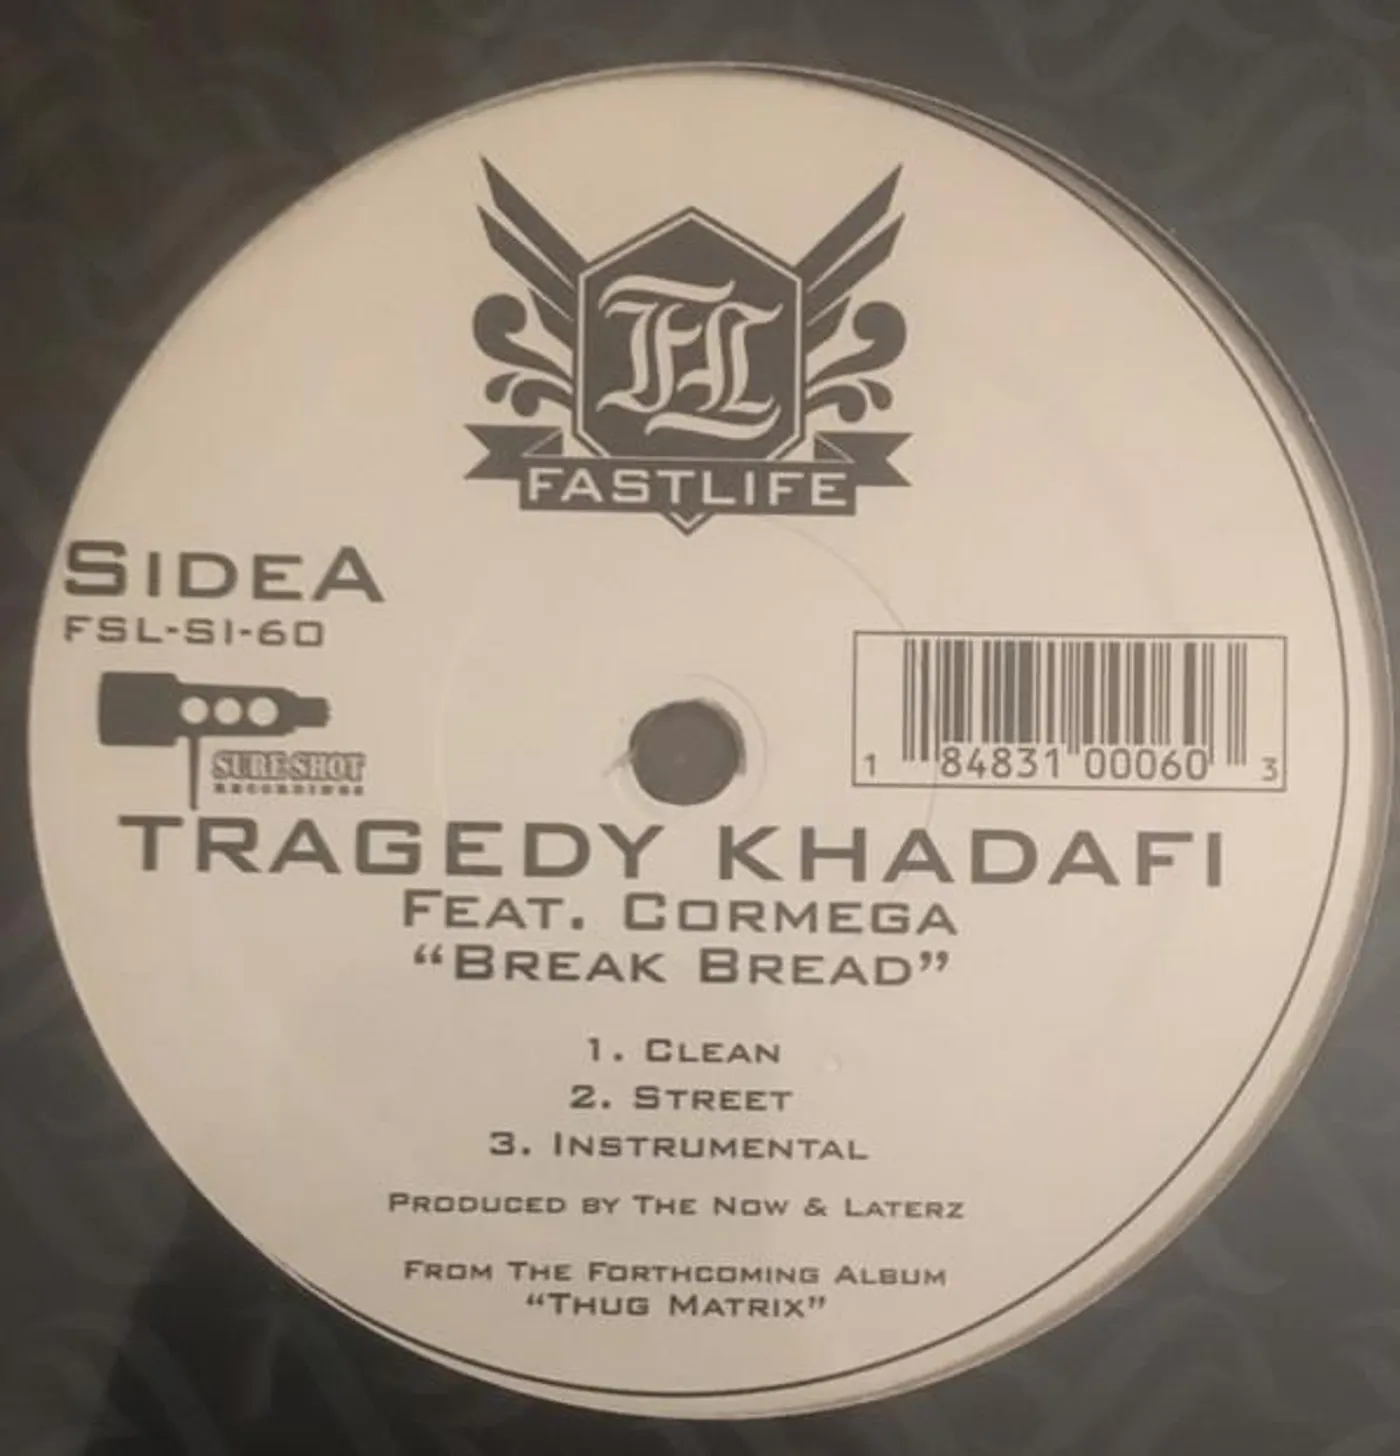 FL
FASTLIFE
SIDEA
FSL-SI-60
SURE SHOT
RECORDINGS
1 84831 00060 3
TRAGEDY KHADAFI
FEAT. CORMEGA
“BREAK BREAD”
1. CLEAN
2. STREET
3. INSTRUMENTAL
PRODUCED BY THE NOW & LATERZ
FROM THE FORTHCOMING ALBUM
“THUG MATRIX”